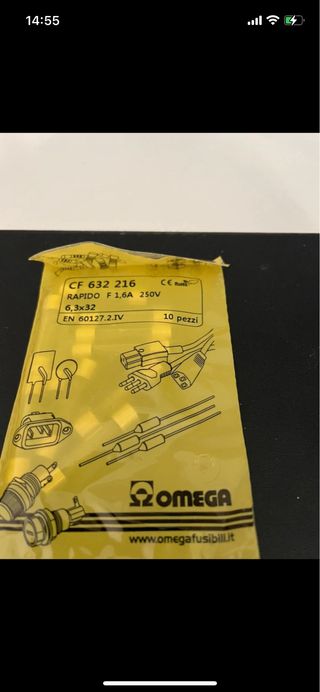 14:55
CF 632 216
RAPIDO F 1,6A 250V
6,3x32
EN 60127.2.IV 10 pezzi
OMEGA
www.omegafusibili.it